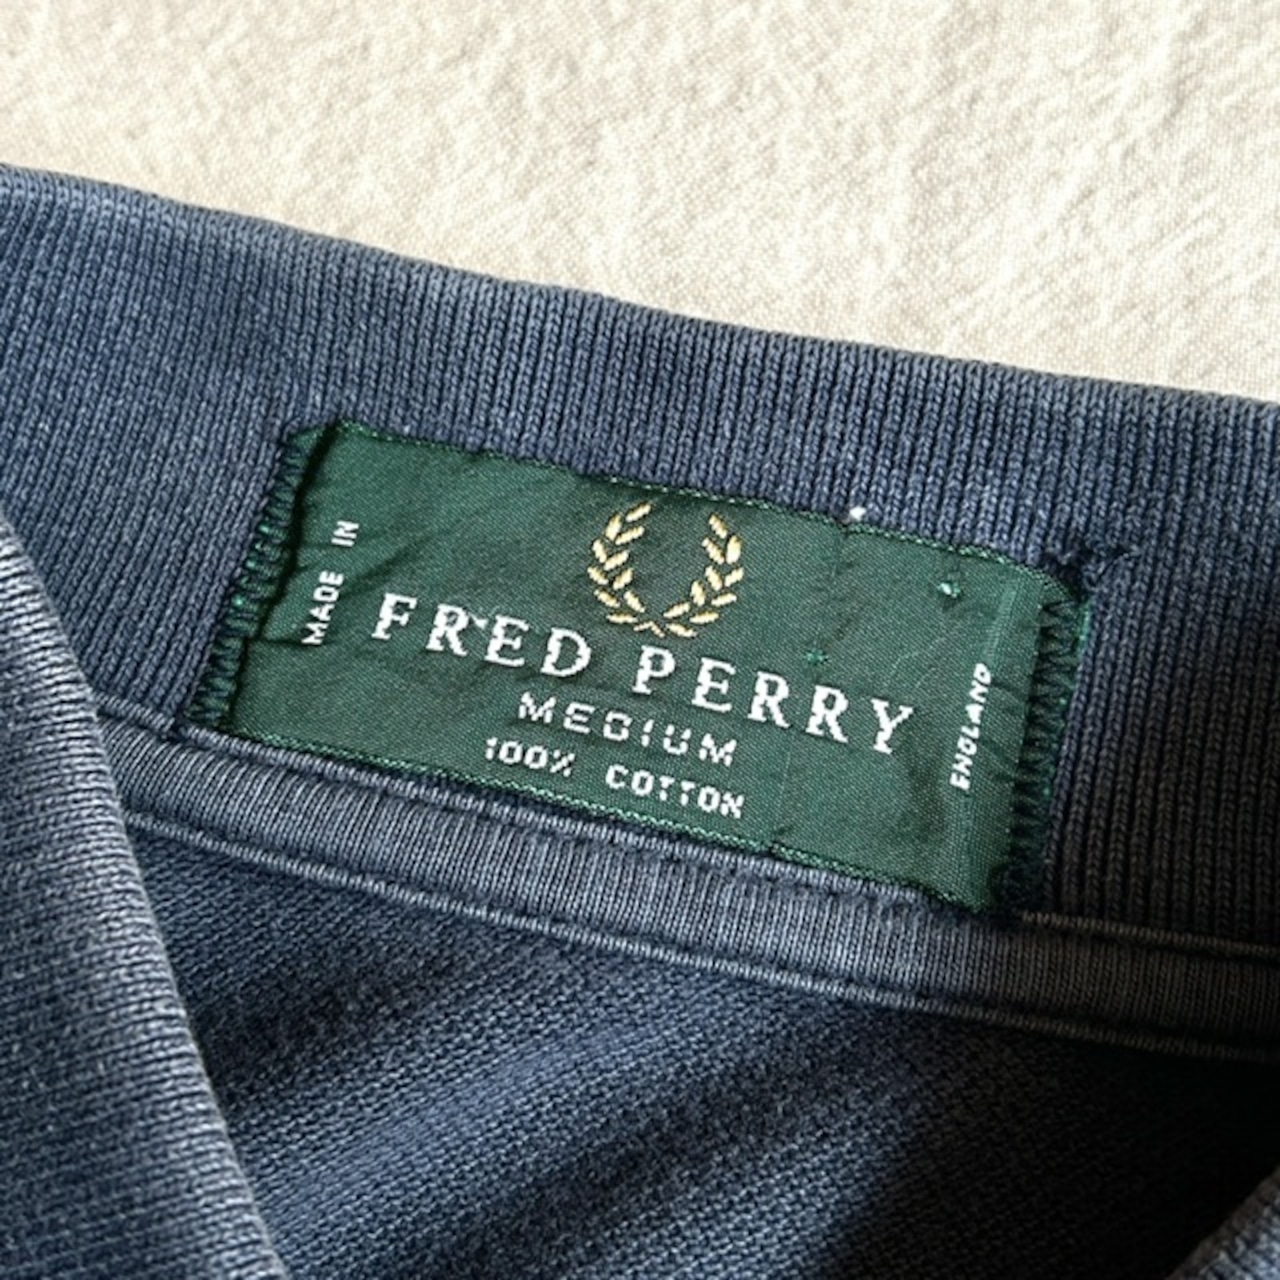 MADE IN
FRED PERRY
MEDIUM
100% COTTON
ENGLAND